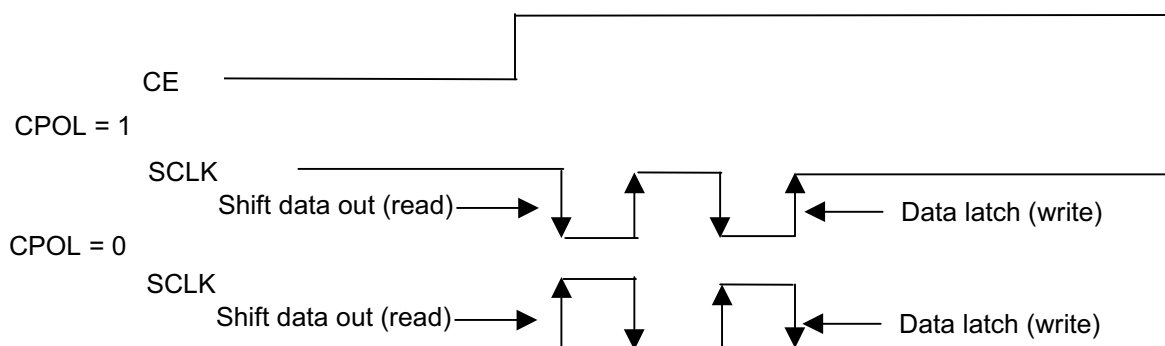 CE
CPOL = 1
SCLK
Shift data out (read)
Data latch (write)
CPOL = 0
SCLK
Shift data out (read)
Data latch (write)